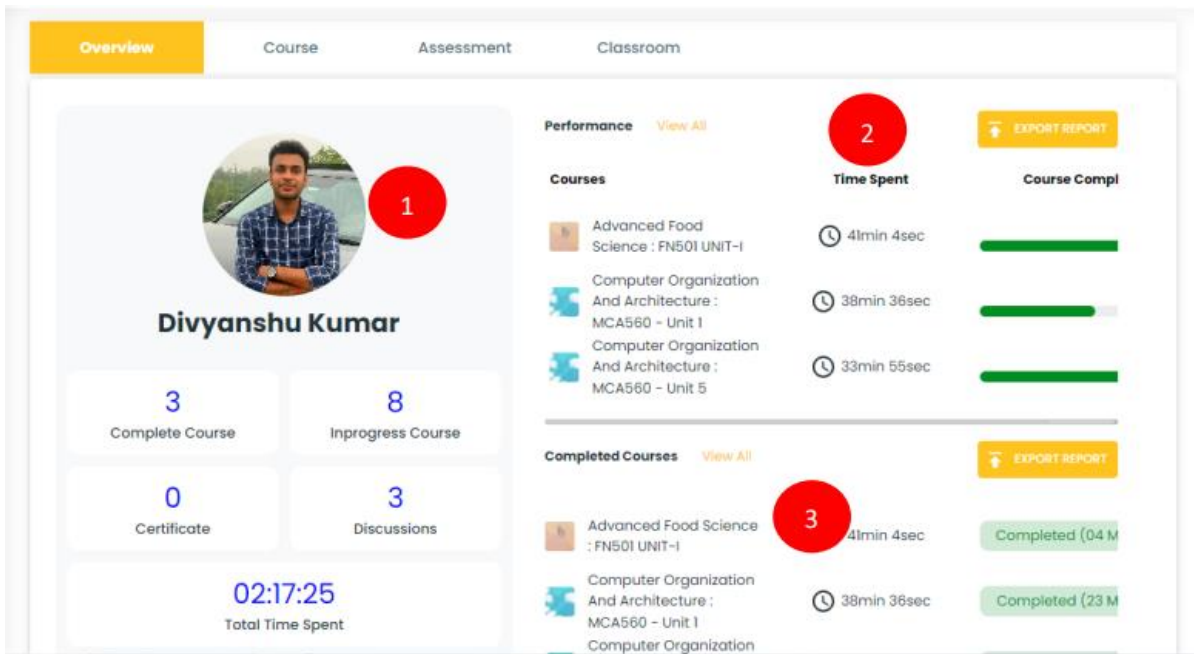 Overview Course Assessment Classroom
1
Divyanshu Kumar
3
Complete Course
8
Inprogress Course
0
Certificate
3
Discussions
02:17:25
Total Time Spent
Performance View All
2
EXPORT REPORT
Courses Time Spent Course Compl
Advanced Food
Science : FN501 UNIT-I
41min 4sec
Computer Organization
And Architecture :
MCA560 - Unit 1
38min 36sec
Computer Organization
And Architecture :
MCA560 - Unit 5
33min 55sec
Completed Courses View All
EXPORT REPORT
3
Advanced Food Science
: FN501 UNIT-I
41min 4sec
Completed (04 M
Computer Organization
And Architecture :
MCA560 - Unit 1
38min 36sec
Completed (23 M
Computer Organization